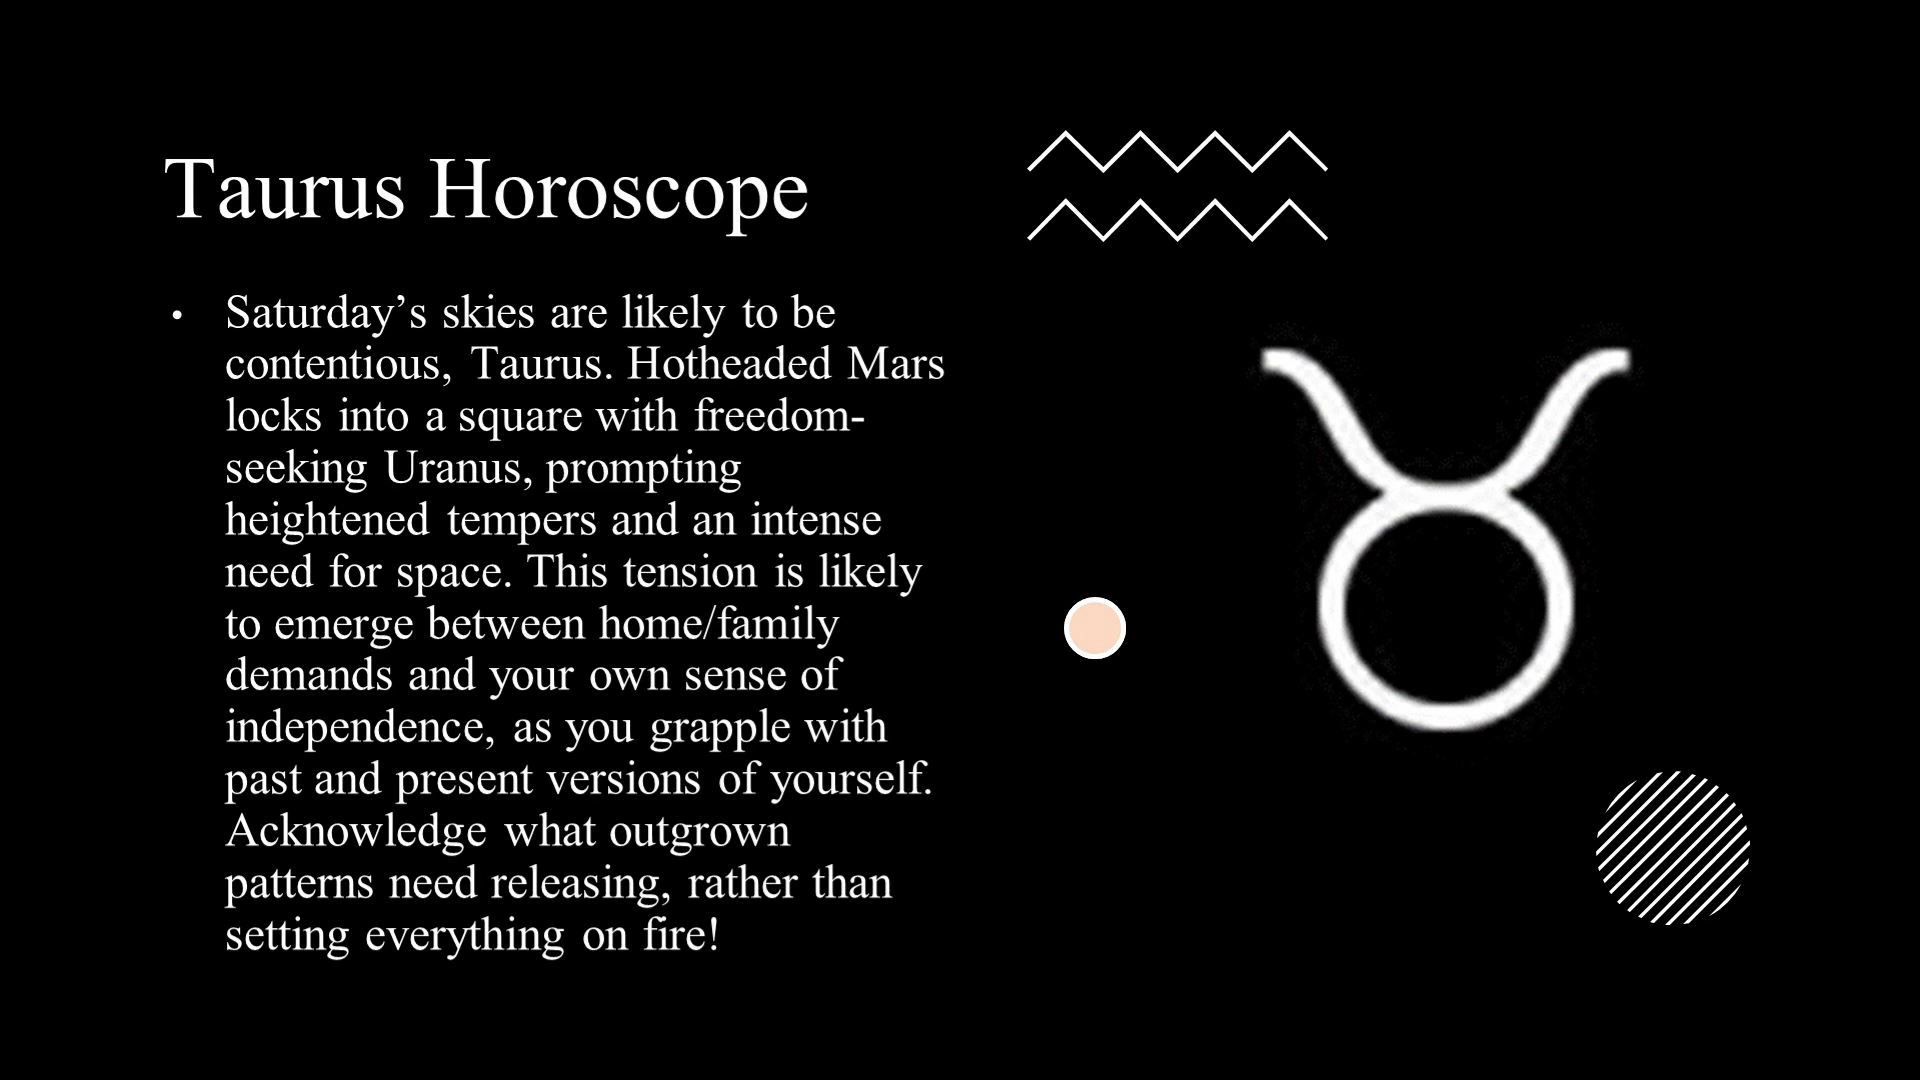 Taurus Horoscope
• Saturday’s skies are likely to be
contentious, Taurus. Hotheaded Mars
locks into a square with freedom-
seeking Uranus, prompting
heightened tempers and an intense
need for space. This tension is likely
to emerge between home/family
demands and your own sense of
independence, as you grapple with
past and present versions of yourself.
Acknowledge what outgrown
patterns need releasing, rather than
setting everything on fire!